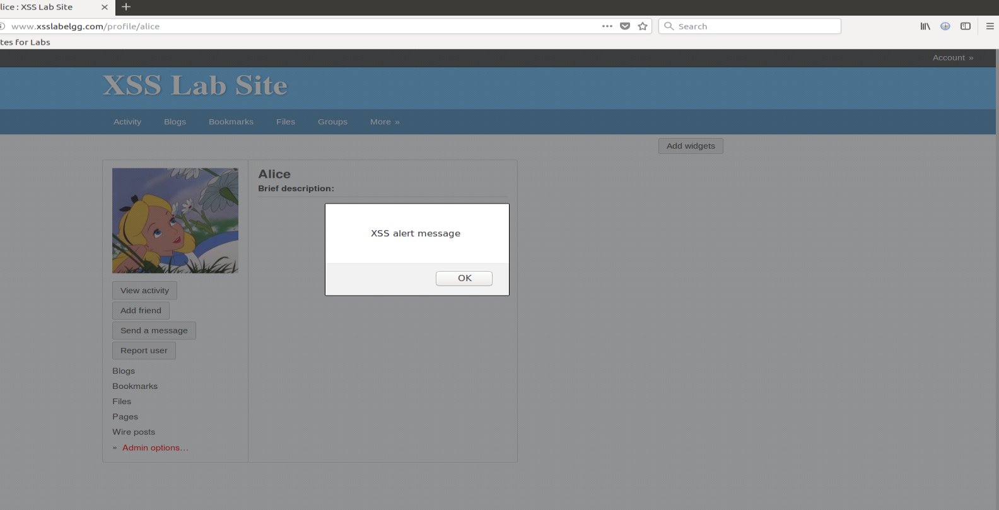 lice : XSS Lab Site
www.xsslabelgg.com/profile/alice
Search
tes for Labs
Account »
XSS Lab Site
Activity Blogs Bookmarks Files Groups More »
Add widgets
Alice
Brief description:
XSS alert message
OK
View activity
Add friend
Send a message
Report user
Blogs
Bookmarks
Files
Pages
Wire posts
» Admin options...